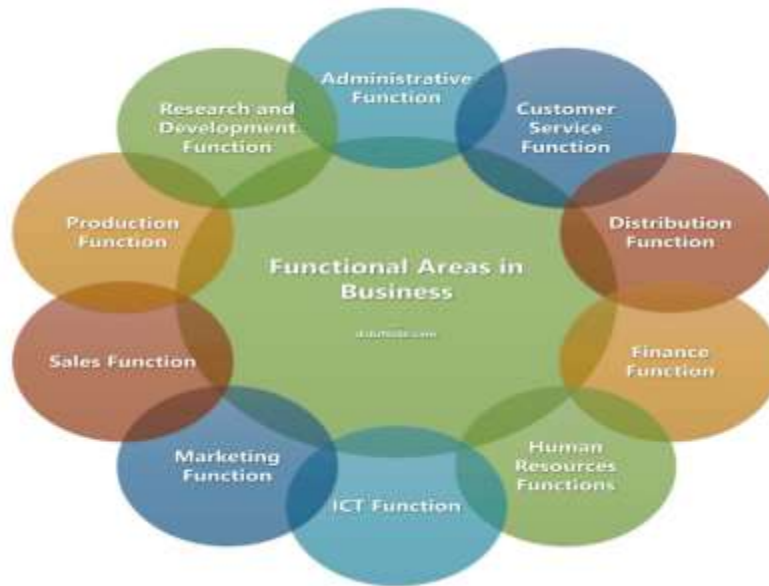 Administrative
Function
Customer
Service
Function
Distribution
Function
Finance
Function
Human
Resources
Functions
ICT Function
Marketing
Function
Sales Function
Production
Function
Research and
Development
Function
Functional Areas in
Business